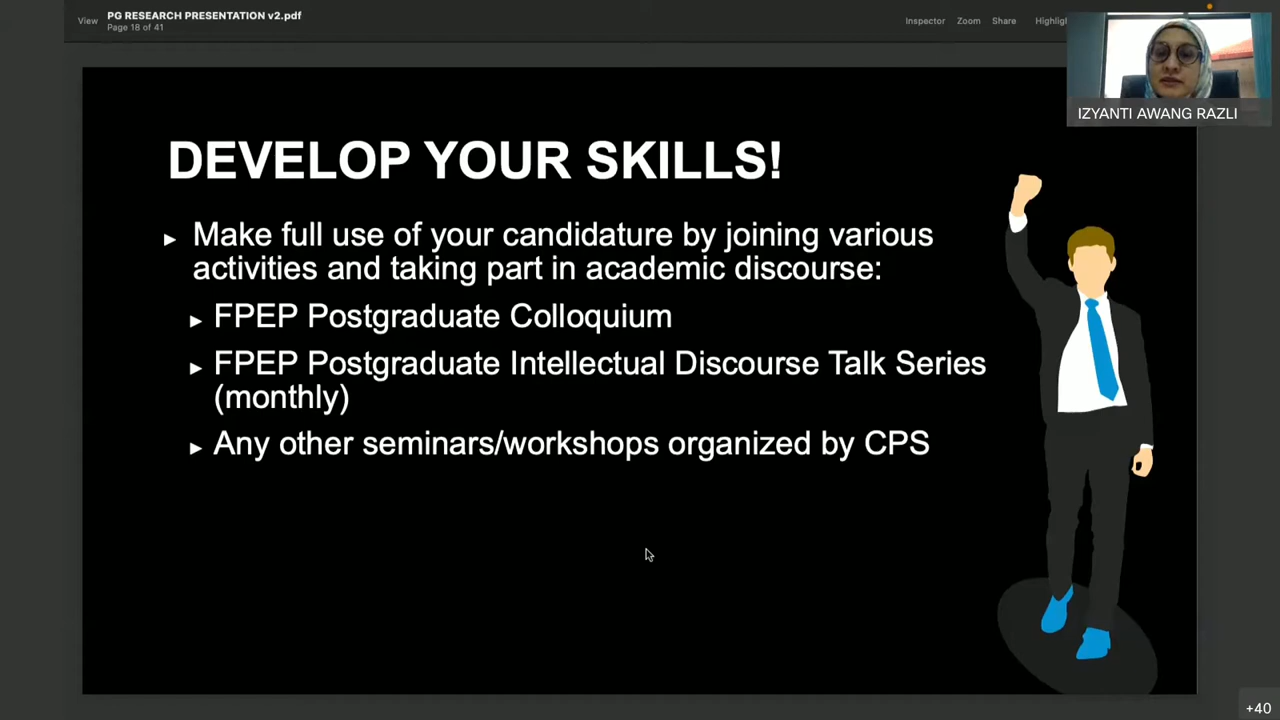 View
PG RESEARCH PRESENTATION v2.pdf
Page 18 of 41
Inspector
Zoom
Share
IZYANTI AWANG RAZLI
DEVELOP YOUR SKILLS!
► Make full use of your candidature by joining various
activities and taking part in academic discourse:
► FPEP Postgraduate Colloquium
► FPEP Postgraduate Intellectual Discourse Talk Series
(monthly)
► Any other seminars/workshops organized by CPS
+40